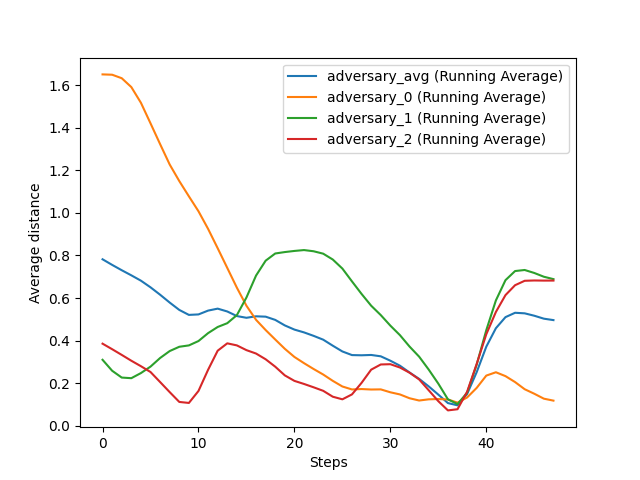 adversary_avg (Running Average)
adversary_0 (Running Average)
adversary_1 (Running Average)
adversary_2 (Running Average)
Average distance
1.6
1.4
1.2
1.0
0.8
0.6
0.4
0.2
0.0
0 10 20 30 40
Steps